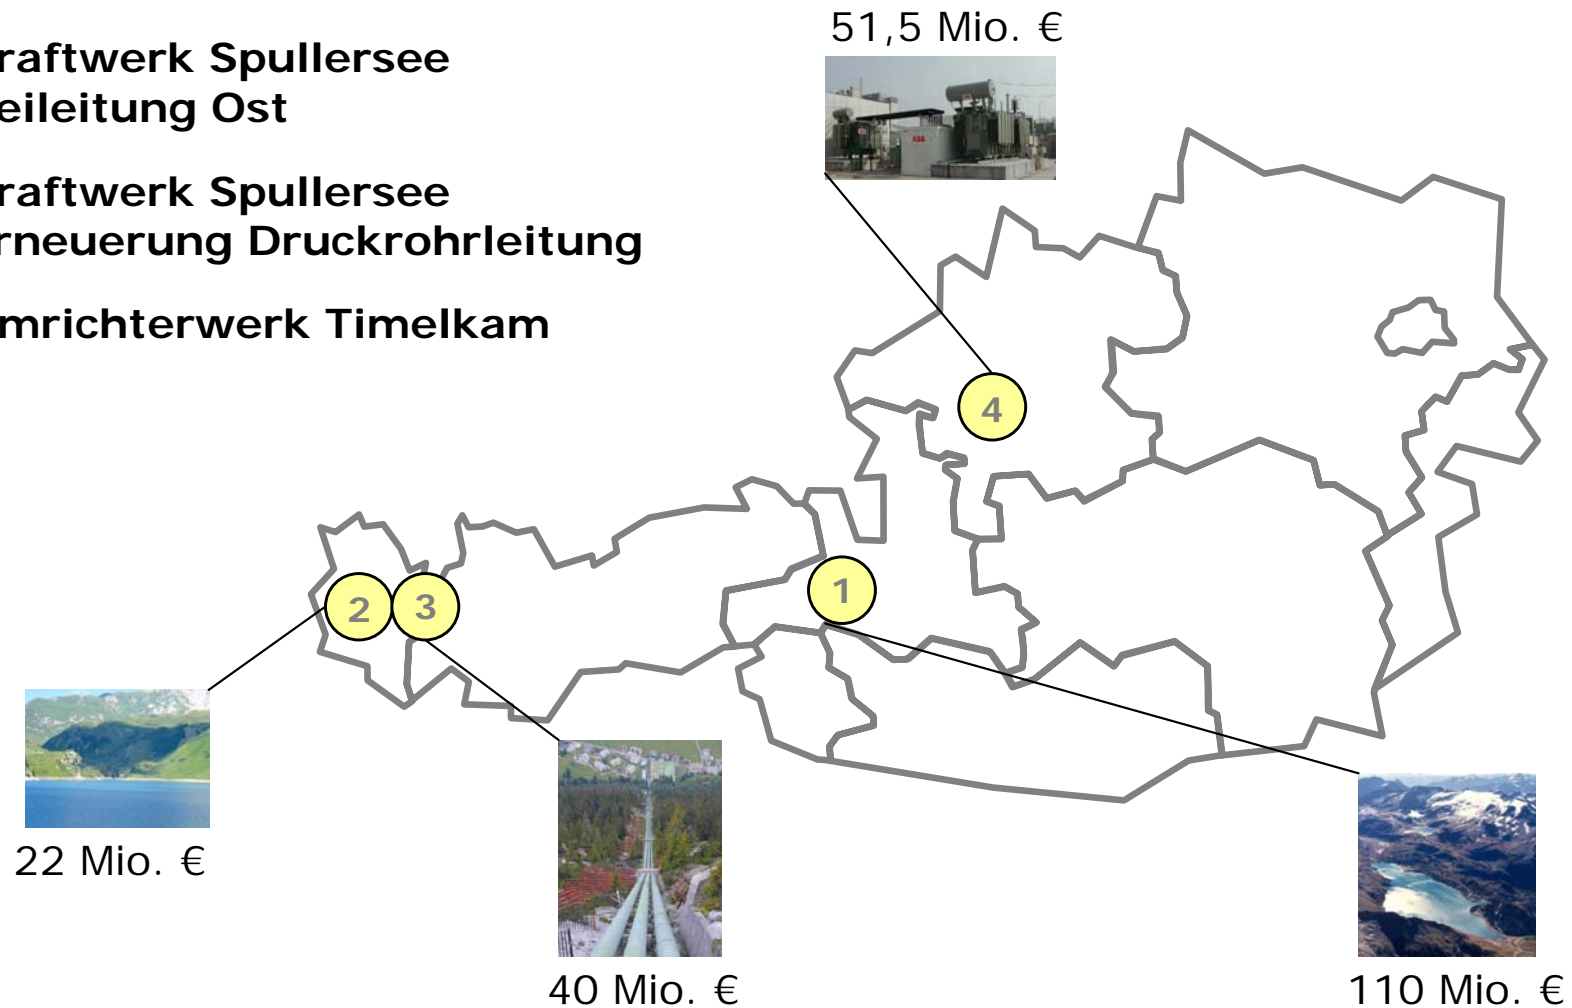 51,5 Mio. €
raftwerk Spullersee
eileitung Ost
raftwerk Spullersee
rneuerung Druckrohrleitung
mrichterwerk Timelkam
ABB
4
1
2
3
22 Mio. €
40 Mio. €
110 Mio. €